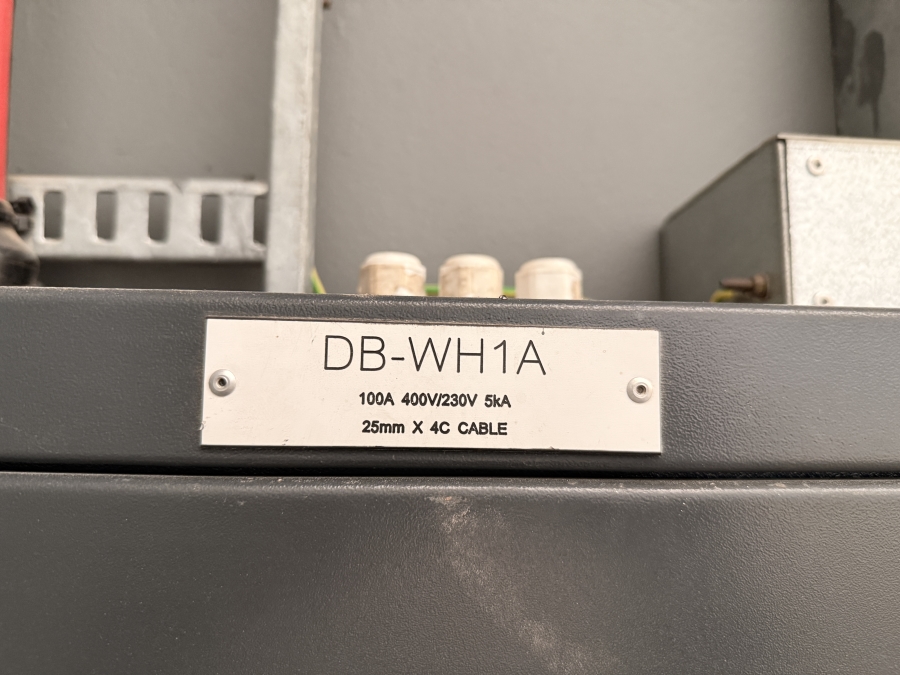 DB-WH1A
100A 400V/230V 5kA
25mm X 4C CABLE